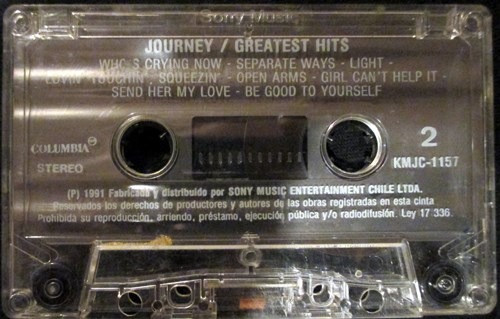 Sony Music
JOURNEY / GREATEST HITS
WHO'S CRYING NOW - SEPARATE WAYS - LIGHT -
LOVIN' TOUCHIN'. SQUEEZIN' - OPEN ARMS - GIRL CAN'T HELP IT -
SEND HER MY LOVE - BE GOOD TO YOURSELF
COLUMBIA
STEREO
2
KMJC-1157
(P) 1991 Fabricado y distribuido por SONY MUSIC ENTERTAINMENT CHILE LTDA.
Reservados los derechos de productores y autores de las obras registradas en esta cinta
Prohibida su reproducción, arriendo, préstamo, ejecución pública y/o radiodifusión. Ley 17.336.